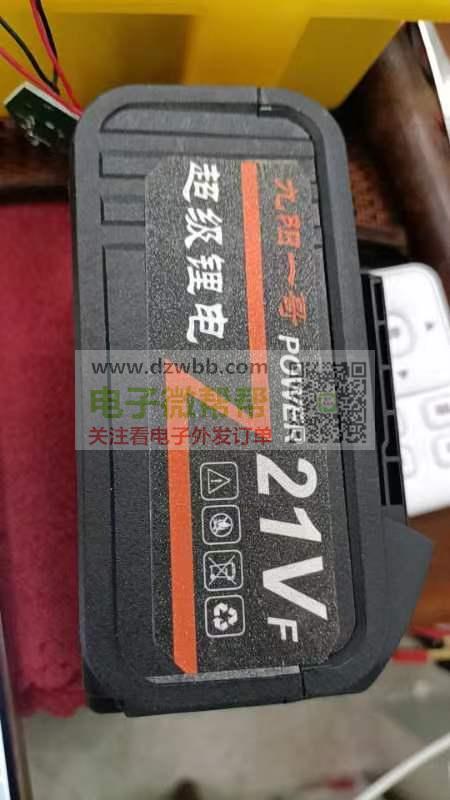 九阳一哥
POWER 21V F
超级锂电
www.dzwbb.com
电子微帮帮
关注看电子外发订单